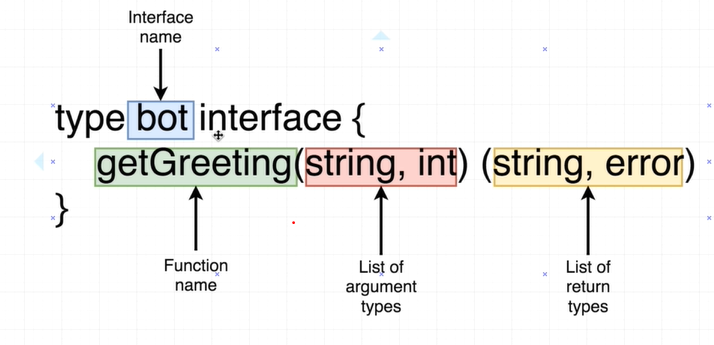 Interface
name
type bot interface {
getGreeting(string, int) (string, error)
}
Function
name
List of
argument
types
List of
return
types